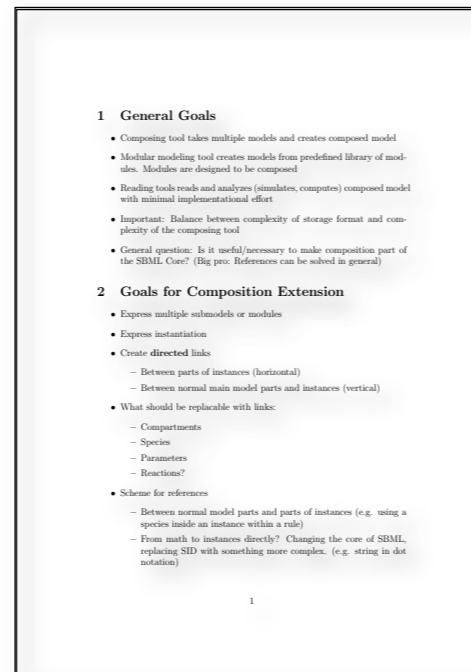 1 General Goals
• Composing tool takes multiple models and creates composed model
• Modular modeling tool creates models from predefined library of mod-
ules. Modules are designed to be composed
• Reading tools reads and analyzes (simulates, computes) composed model
with minimal implementational effort
• Important: Balance between complexity of storage format and com-
plexity of the composing tool
• General question: Is it useful/necessary to make composition part of
the SBML Core? (Big pro: References can be solved in general)
2 Goals for Composition Extension
• Express multiple submodels or modules
• Express instantiation
• Create directed links
– Between parts of instances (horizontal)
– Between normal main model parts and instances (vertical)
• What should be replacable with links:
– Compartments
– Species
– Parameters
– Reactions?
• Scheme for references
– Between normal model parts and parts of instances (e.g. using a
species inside an instance within a rule)
– From math to instances directly? Changing the core of SBML,
replacing SID with something more complex. (e.g. string in dot
notation)
1